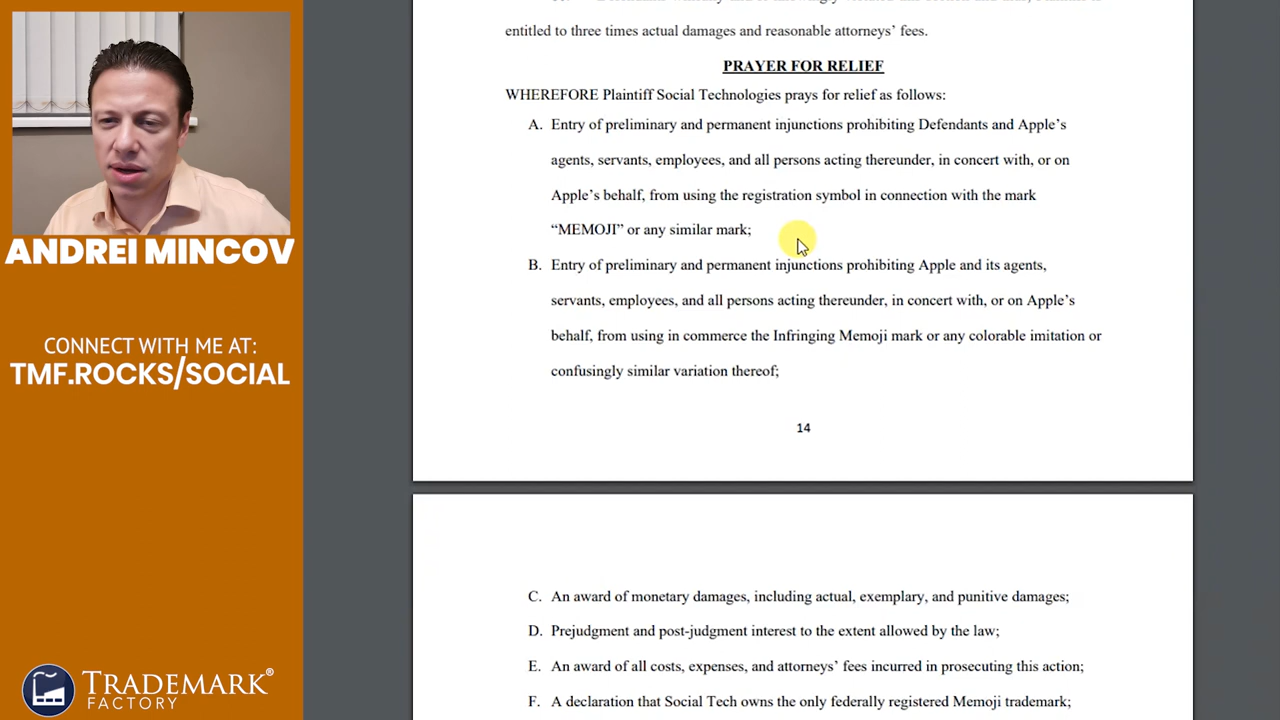 entitled to three times actual damages and reasonable attorneys' fees.
PRAYER FOR RELIEF
WHEREFORE Plaintiff Social Technologies prays for relief as follows:
A. Entry of preliminary and permanent injunctions prohibiting Defendants and Apple's
agents, servants, employees, and all persons acting thereunder, in concert with, or on
Apple's behalf, from using the registration symbol in connection with the mark
“MEMOJI” or any similar mark;
B. Entry of preliminary and permanent injunctions prohibiting Apple and its agents,
servants, employees, and all persons acting thereunder, in concert with, or on Apple's
behalf, from using in commerce the Infringing Memoji mark or any colorable imitation or
confusingly similar variation thereof;
14
C. An award of monetary damages, including actual, exemplary, and punitive damages;
D. Prejudgment and post-judgment interest to the extent allowed by the law;
E. An award of all costs, expenses, and attorneys' fees incurred in prosecuting this action;
F. A declaration that Social Tech owns the only federally registered Memoji trademark;
ANDREI MINCOV
CONNECT WITH ME AT:
TMF.ROCKS/SOCIAL
TRADEMARK®
FACTORY